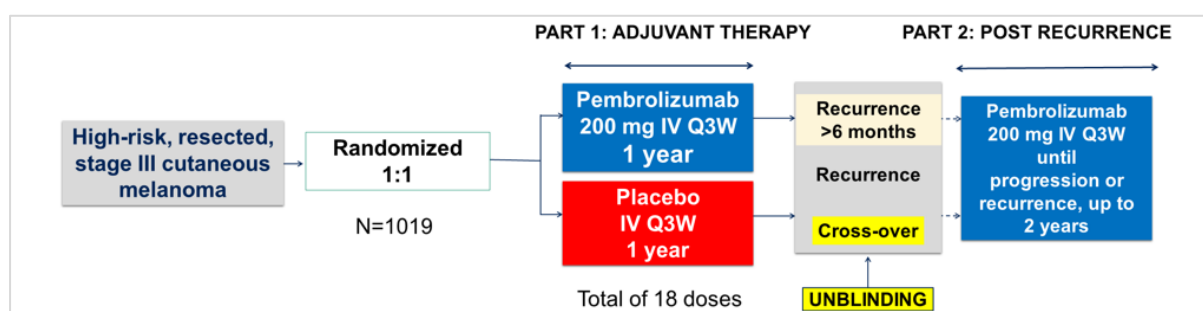 PART 1: ADJUVANT THERAPY
PART 2: POST RECURRENCE
High-risk, resected,
stage III cutaneous
melanoma
Randomized
1:1
N=1019
Pembrolizumab
200 mg IV Q3W
1 year
Placebo
IV Q3W
1 year
Total of 18 doses
Recurrence
>6 months
Recurrence
Cross-over
UNBLINDING
Pembrolizumab
200 mg IV Q3W
until
progression or
recurrence, up to
2 years